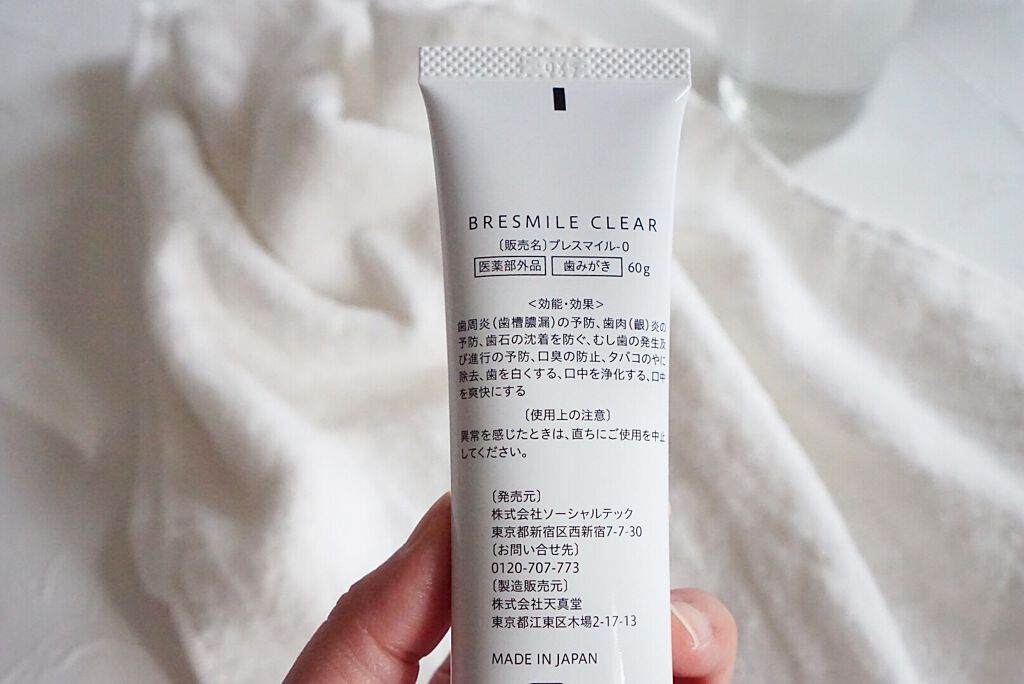 BRESMILE CLEAR
〔販売名〕ブレスマイル-0
医薬部外品 歯みがき 60g
<効能・効果>
歯周炎(歯槽膿漏)の予防、歯肉(齦)炎の
予防、歯石の沈着を防ぐ、むし歯の発生及
び進行の予防、口臭の防止、タバコのやに
除去、歯を白くする、口中を浄化する、口中
を爽快にする
〔使用上の注意〕
異常を感じたときは、直ちにご使用を中止
してください。
〔発売元〕
株式会社ソーシャルテック
東京都新宿区西新宿7-7-30
〔お問い合せ先〕
0120-707-773
〔製造販売元〕
株式会社天真堂
東京都江東区木場2-17-13
MADE IN JAPAN